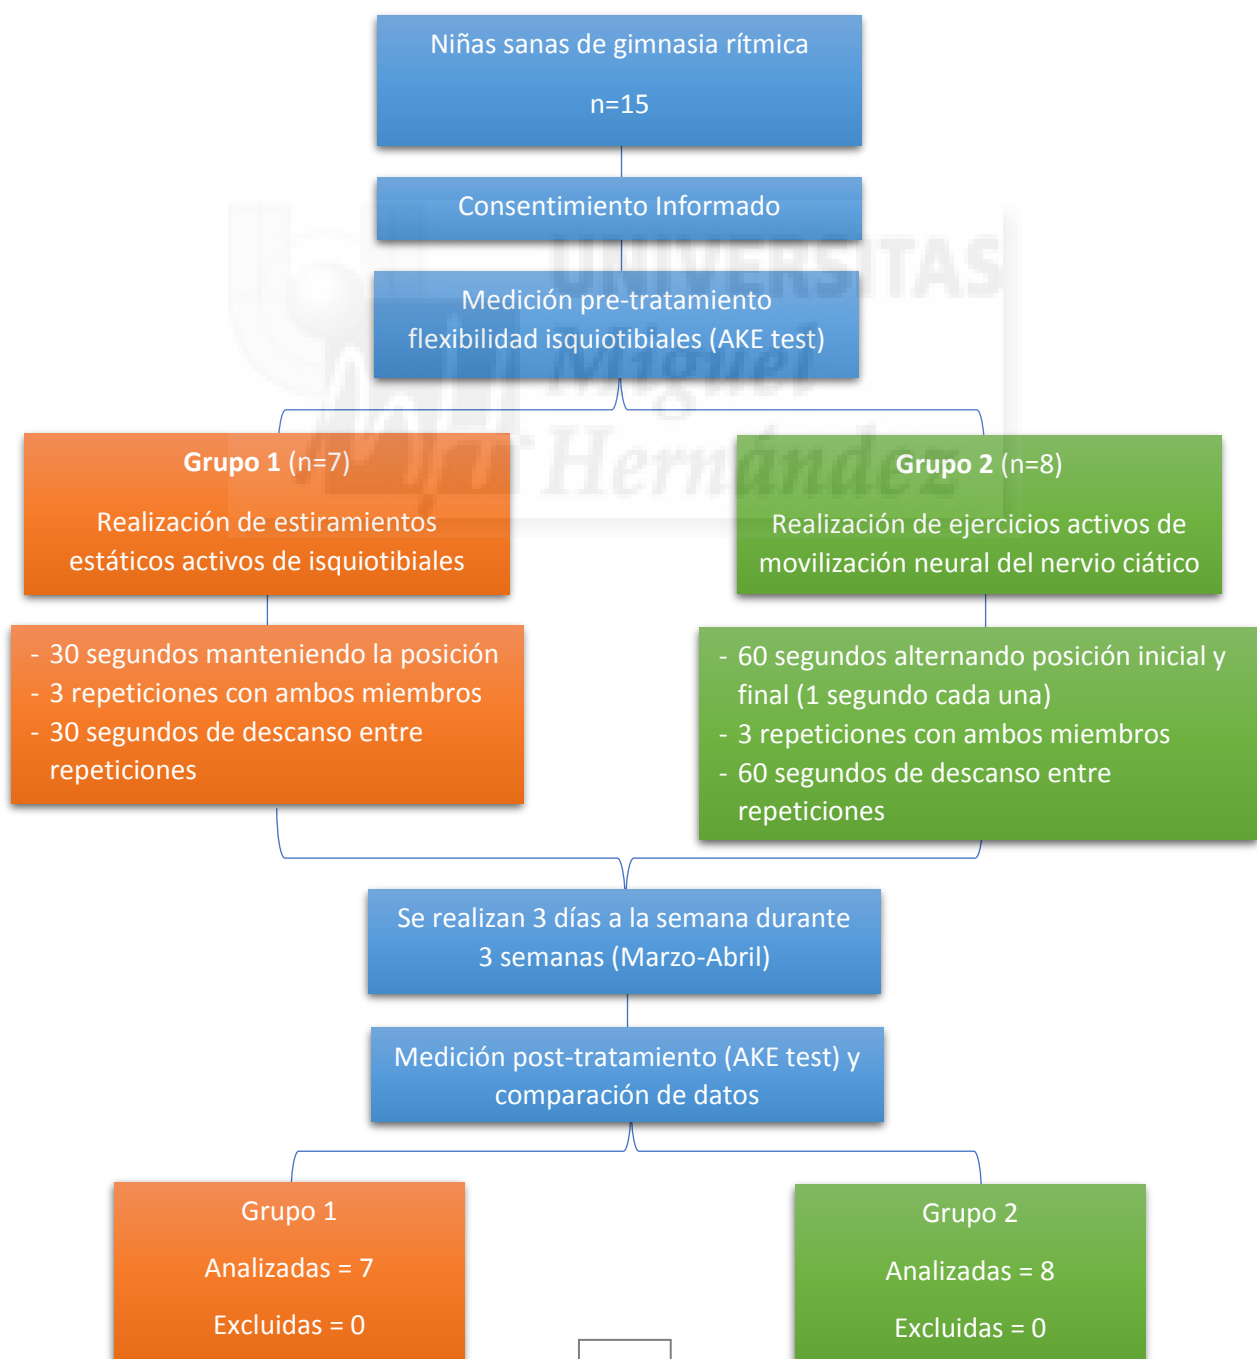 Niñas sanas de gimnasia rítmica
n=15
Consentimiento Informado
UNIVERSITAS
Miguel
Hernández
Medición pre-tratamiento
flexibilidad isquiotibiales (AKE test)
Grupo 1 (n=7)
Realización de estiramientos
estáticos activos de isquiotibiales
Grupo 2 (n=8)
Realización de ejercicios activos de
movilización neural del nervio ciático
- 30 segundos manteniendo la posición
- 3 repeticiones con ambos miembros
- 30 segundos de descanso entre
repeticiones
- 60 segundos alternando posición inicial y
final (1 segundo cada una)
- 3 repeticiones con ambos miembros
- 60 segundos de descanso entre
repeticiones
Se realizan 3 días a la semana durante
3 semanas (Marzo-Abril)
Medición post-tratamiento (AKE test) y
comparación de datos
Grupo 1
Analizadas = 7
Excluidas = 0
Grupo 2
Analizadas = 8
Excluidas = 0